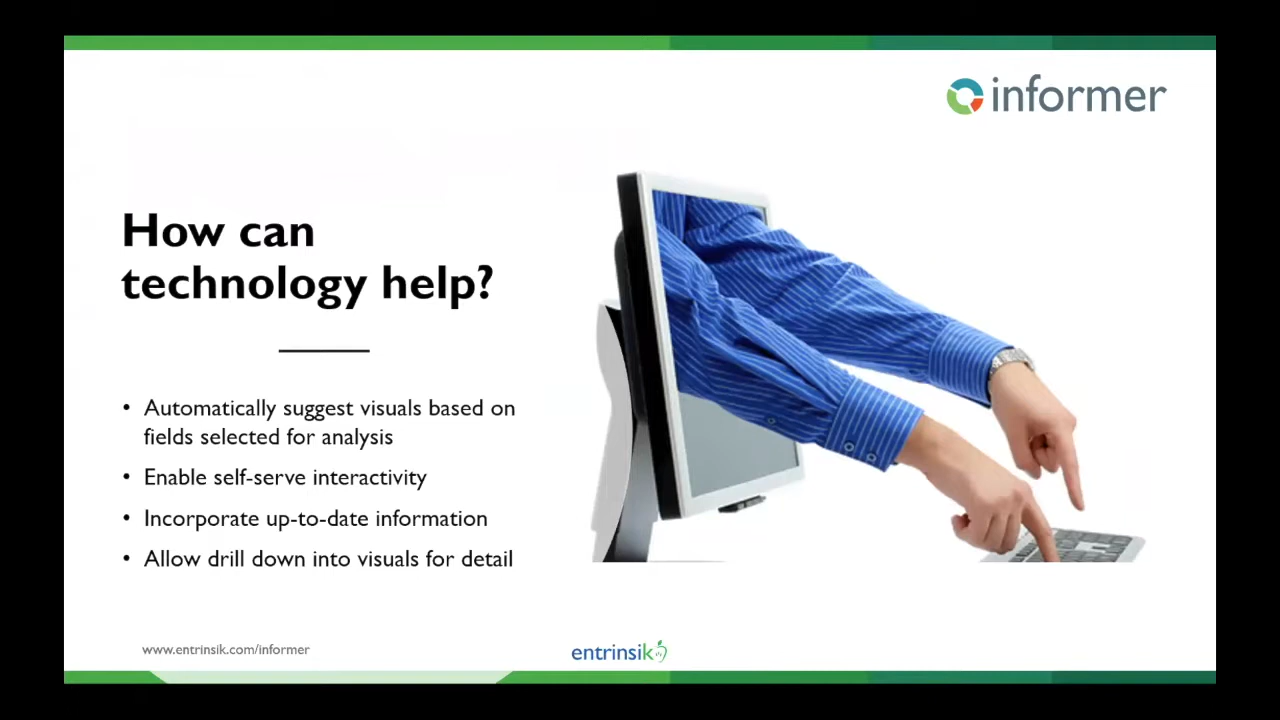 informer
How can
technology help?
• Automatically suggest visuals based on
fields selected for analysis
• Enable self-serve interactivity
• Incorporate up-to-date information
• Allow drill down into visuals for detail
www.entrinsik.com/informer
entrinsik